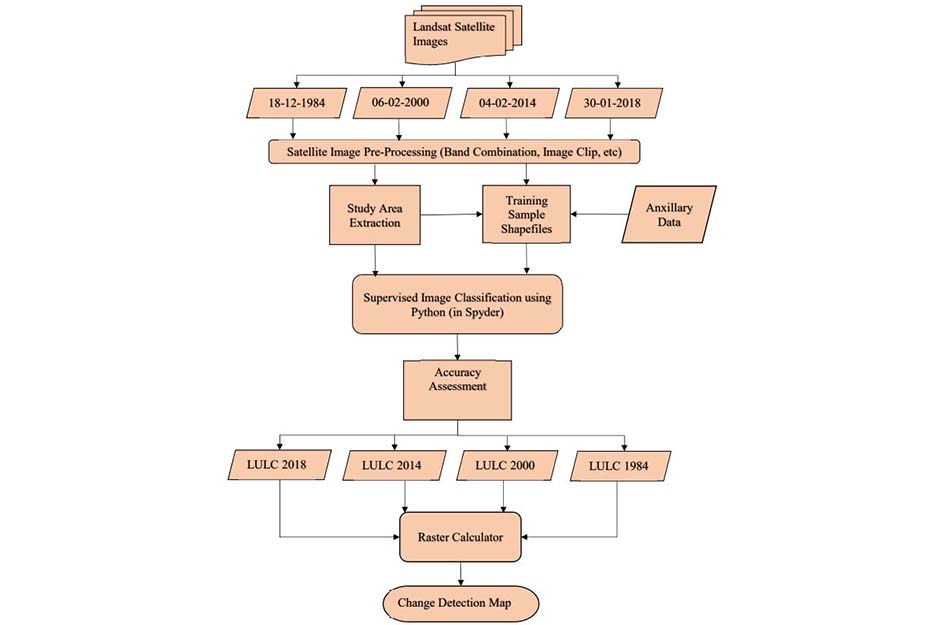 Landsat Satellite
Images
18-12-1984
06-02-2000
04-02-2014
30-01-2018
Satellite Image Pre-Processing (Band Combination, Image Clip, etc)
Study Area
Extraction
Training
Sample
Shapefiles
Anxillary
Data
Supervised Image Classification using
Python (in Spyder)
Accuracy
Assessment
LULC 2018
LULC 2014
LULC 2000
LULC 1984
Raster Calculator
Change Detection Map